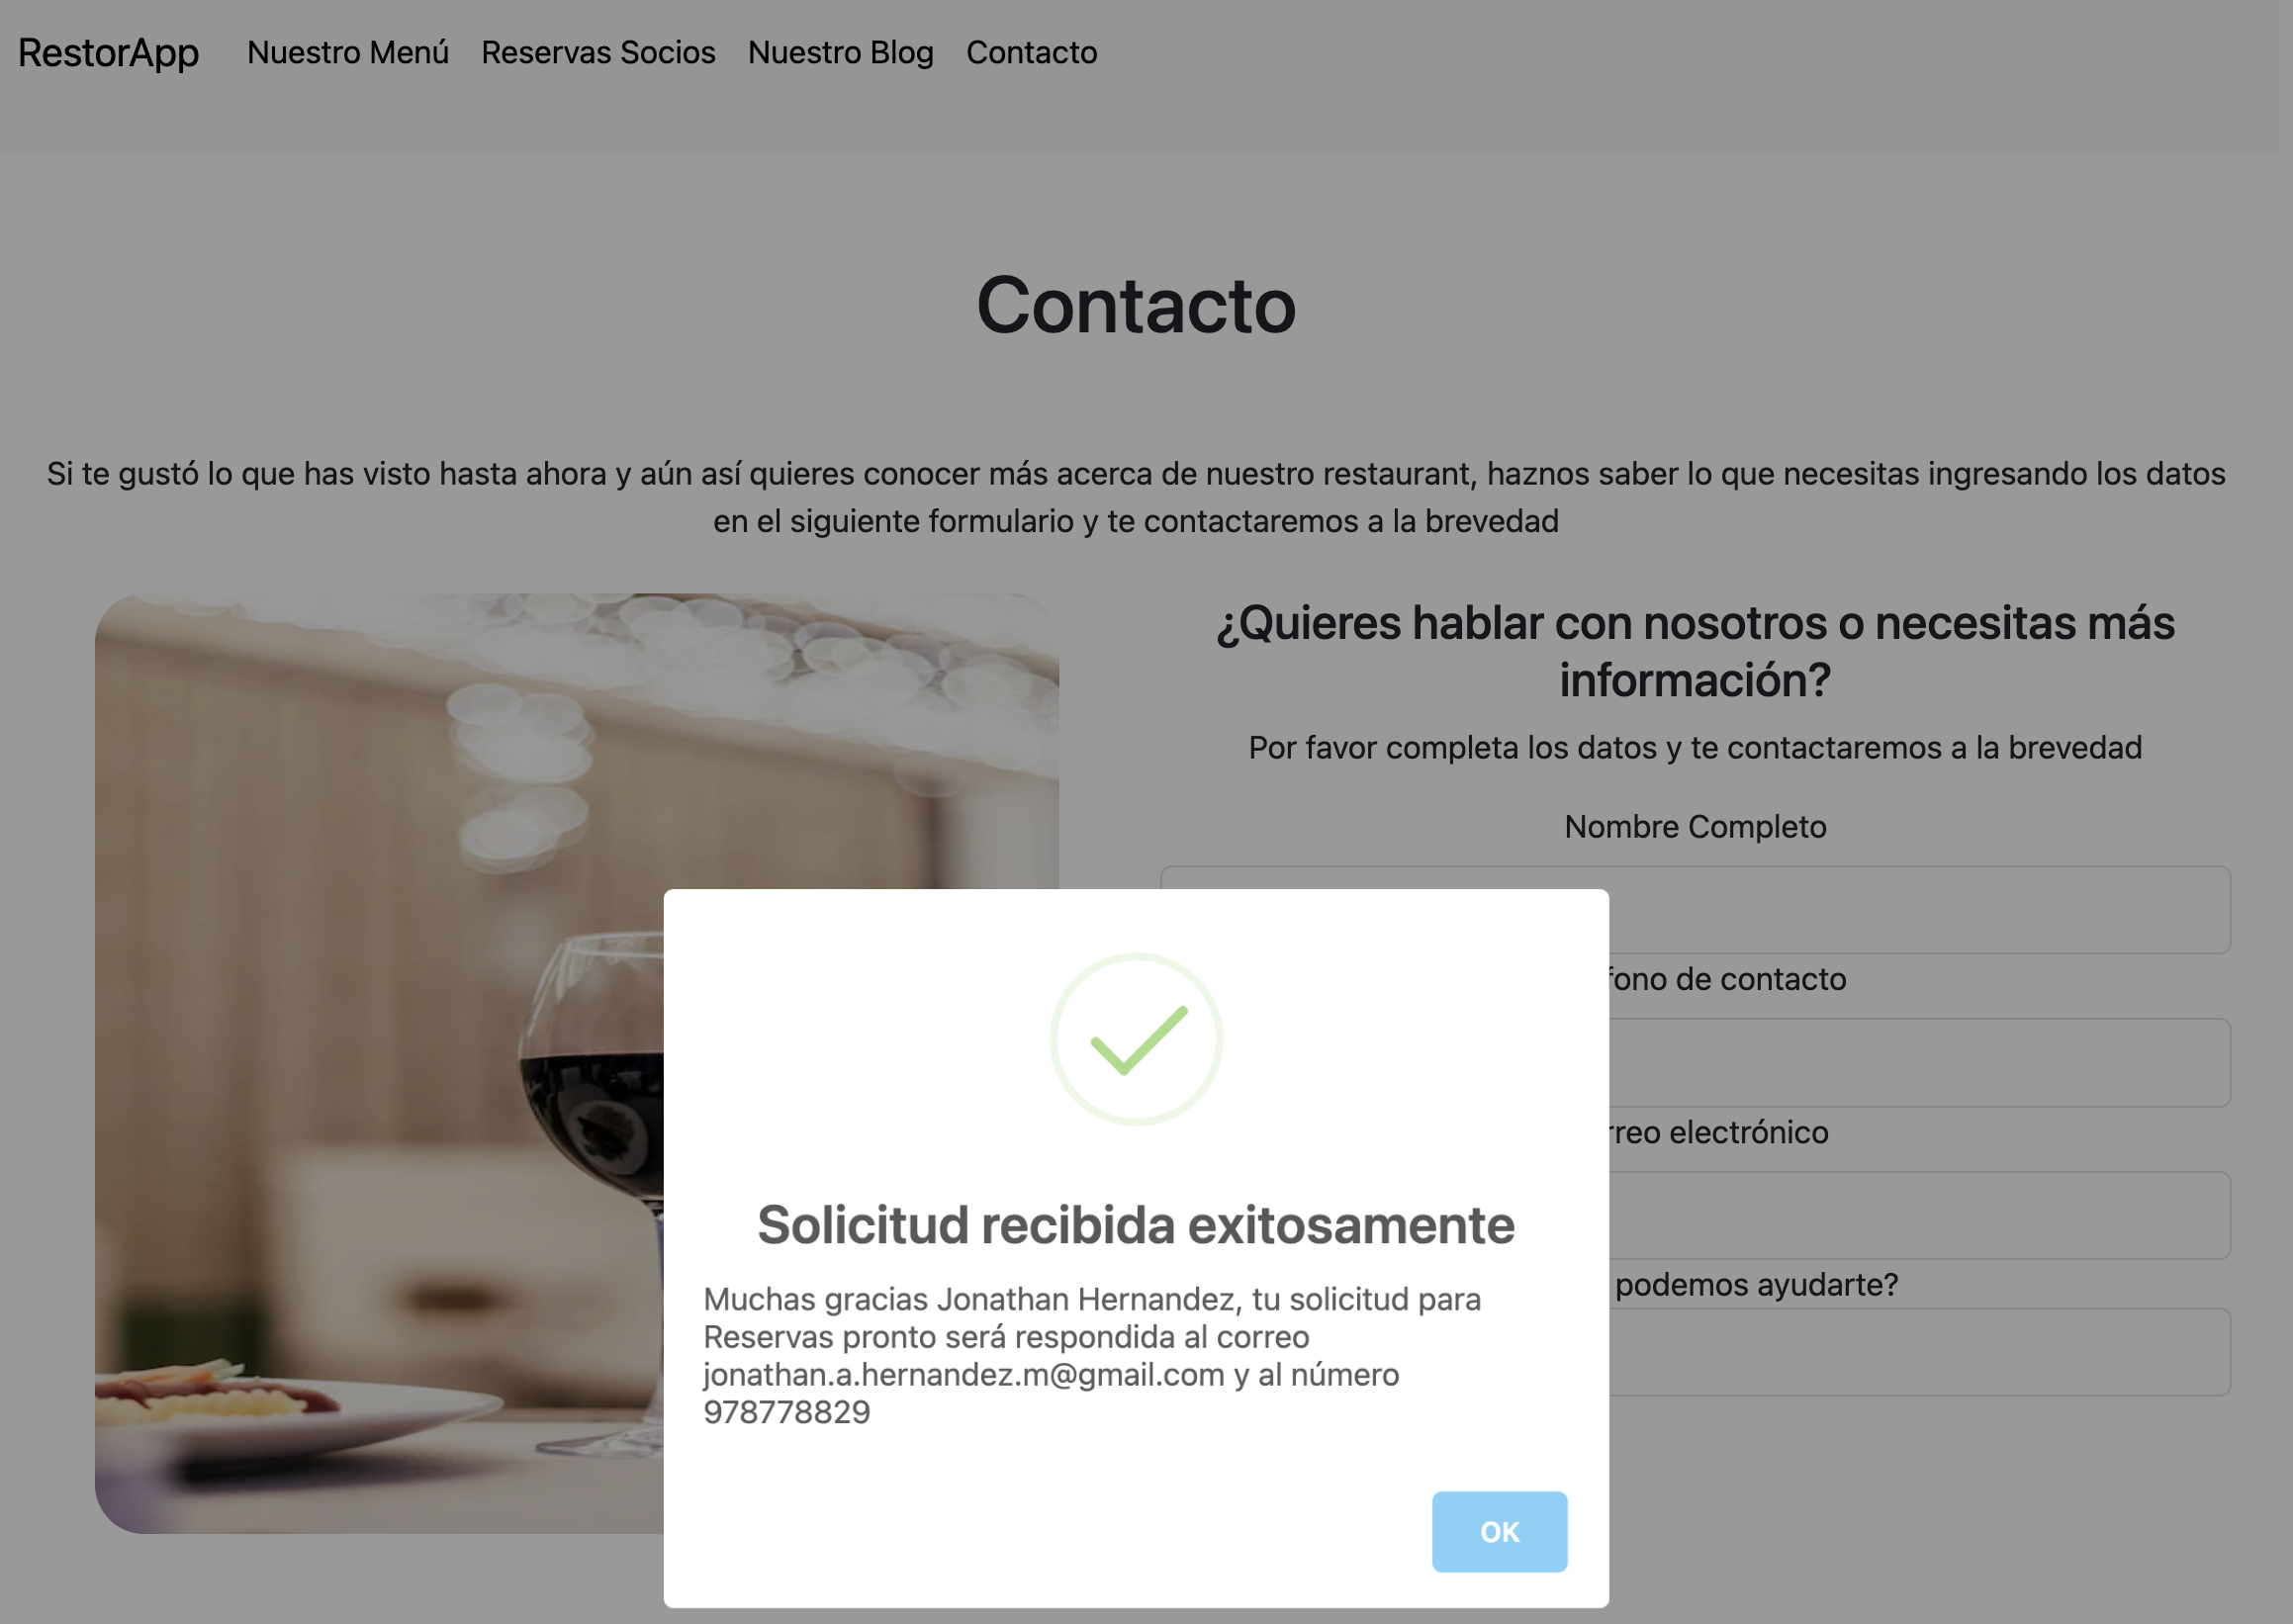 RestorApp Nuestro Menú Reservas Socios Nuestro Blog Contacto
Contacto
Si te gustó lo que has visto hasta ahora y aún así quieres conocer más acerca de nuestro restaurant, haznos saber lo que necesitas ingresando los datos
en el siguiente formulario y te contactaremos a la brevedad
¿Quieres hablar con nosotros o necesitas más
información?
Por favor completa los datos y te contactaremos a la brevedad
Nombre Completo
fono de contacto
rreo electrónico
podemos ayudarte?
Solicitud recibida exitosamente
Muchas gracias Jonathan Hernandez, tu solicitud para
Reservas pronto será respondida al correo
jonathan.a.hernandez.m@gmail.com y al número
978778829
OK